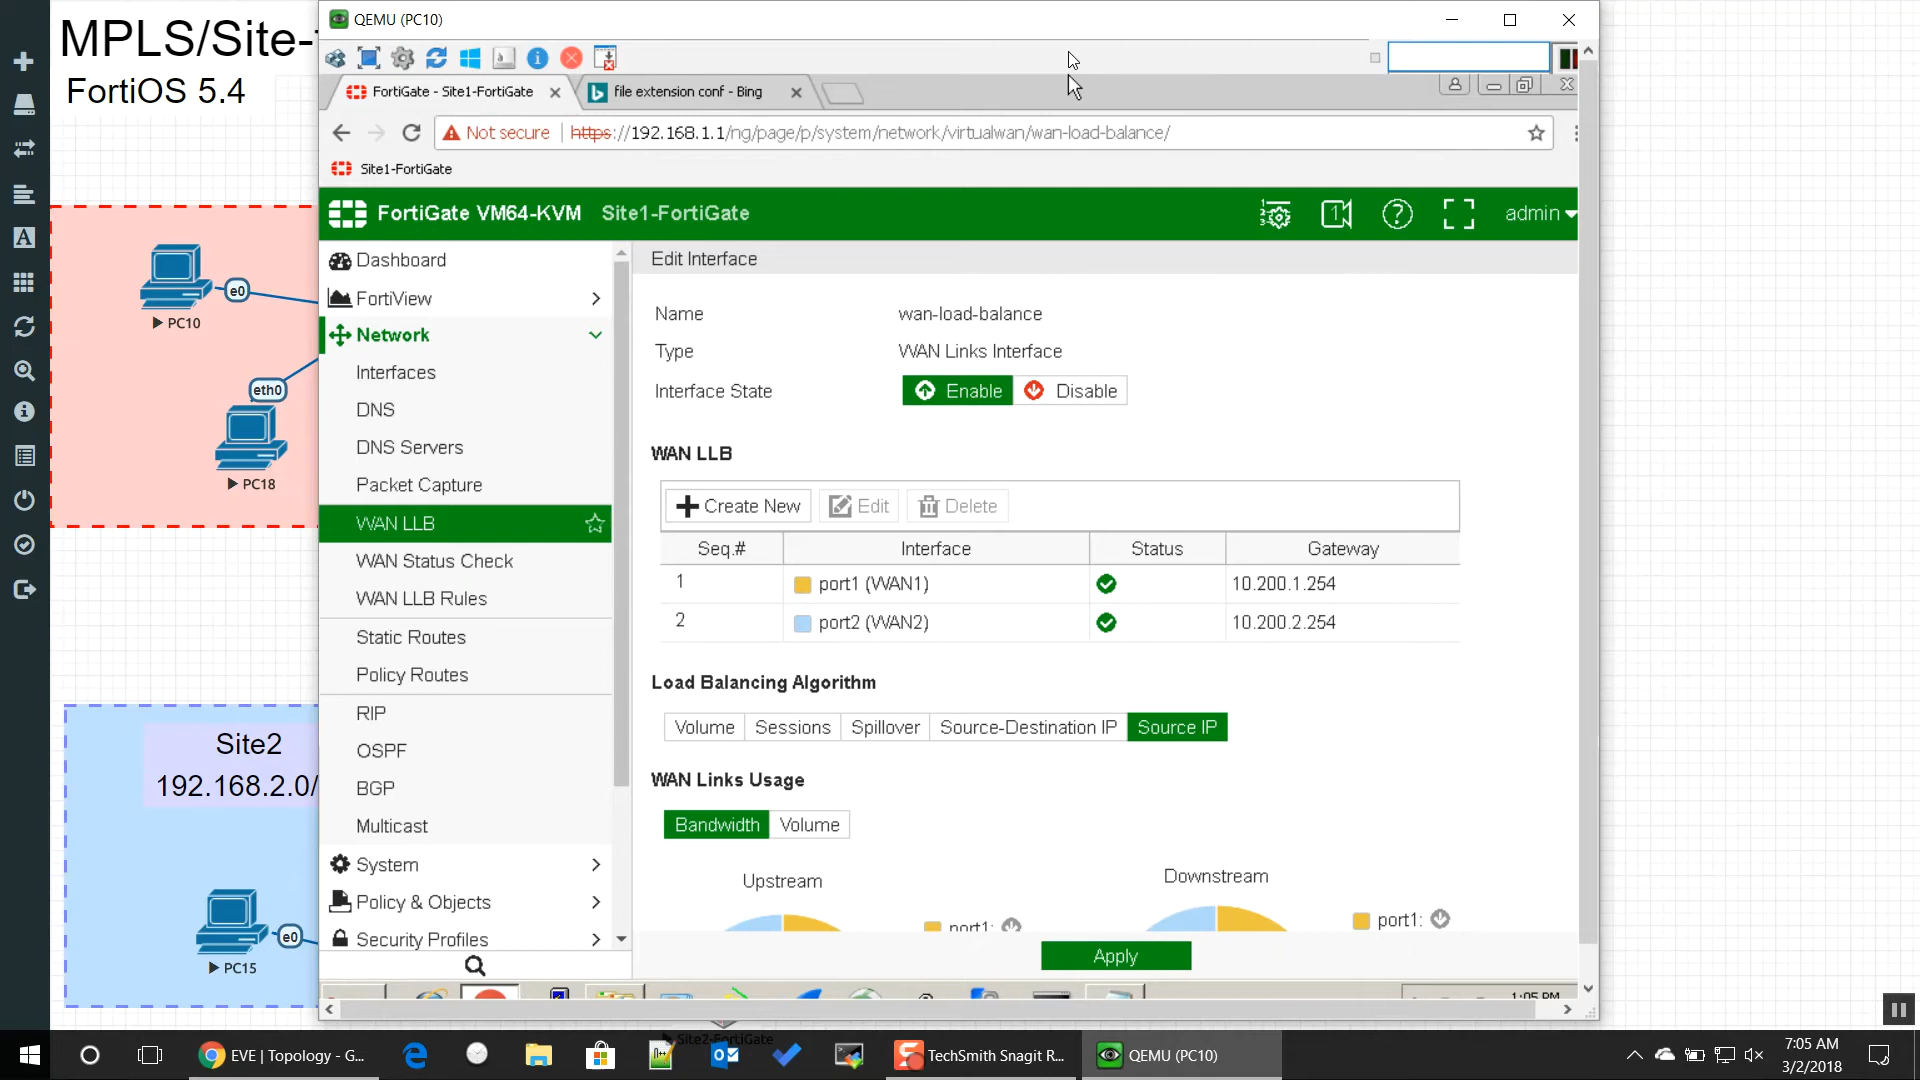 MPLS/Site-
FortiOS 5.4
e0
PC10
eth0
PC18
Site2
192.168.2.0/
e0
PC15
QEMU (PC10)
FortiGate - Site1-FortiGate
file extension conf - Bing
Not secure
https://192.168.1.1/ng/page/p/system/network/virtualwan/wan-load-balance/
Site1-FortiGate
FortiGate VM64-KVM
Site1-FortiGate
admin
Dashboard
FortiView
Network
Interfaces
DNS
DNS Servers
Packet Capture
WAN LLB
WAN Status Check
WAN LLB Rules
Static Routes
Policy Routes
RIP
OSPF
BGP
Multicast
System
Policy & Objects
Security Profiles
Edit Interface
Name wan-load-balance
Type WAN Links Interface
Interface State Enable Disable
WAN LLB
Create New Edit Delete
Seq.# Interface Status Gateway
1 port1 (WAN1) 10.200.1.254
2 port2 (WAN2) 10.200.2.254
Load Balancing Algorithm
Volume Sessions Spillover Source-Destination IP Source IP
WAN Links Usage
Bandwidth Volume
Upstream Downstream
port1: port1:
Apply
1:05 PM
Site2-FortiGate
EVE | Topology - G...
TechSmith Snagit R...
QEMU (PC10)
7:05 AM
3/2/2018